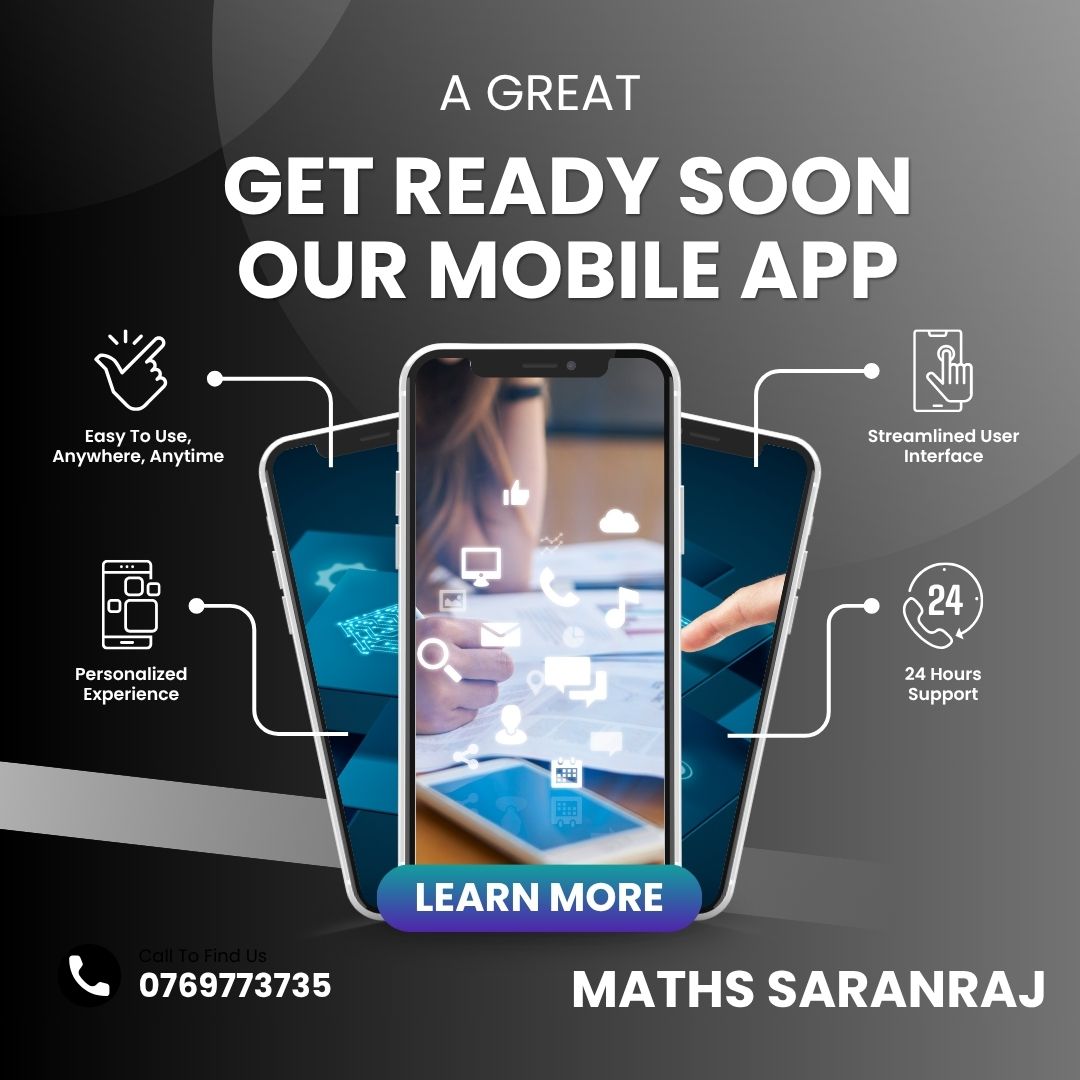 A GREAT
GET READY SOON
OUR MOBILE APP
Easy To Use,
Anywhere, Anytime
Streamlined User
Interface
Personalized
Experience
24
24 Hours
Support
LEARN MORE
Call To Find Us
0769773735
MATHS SARANRAJ